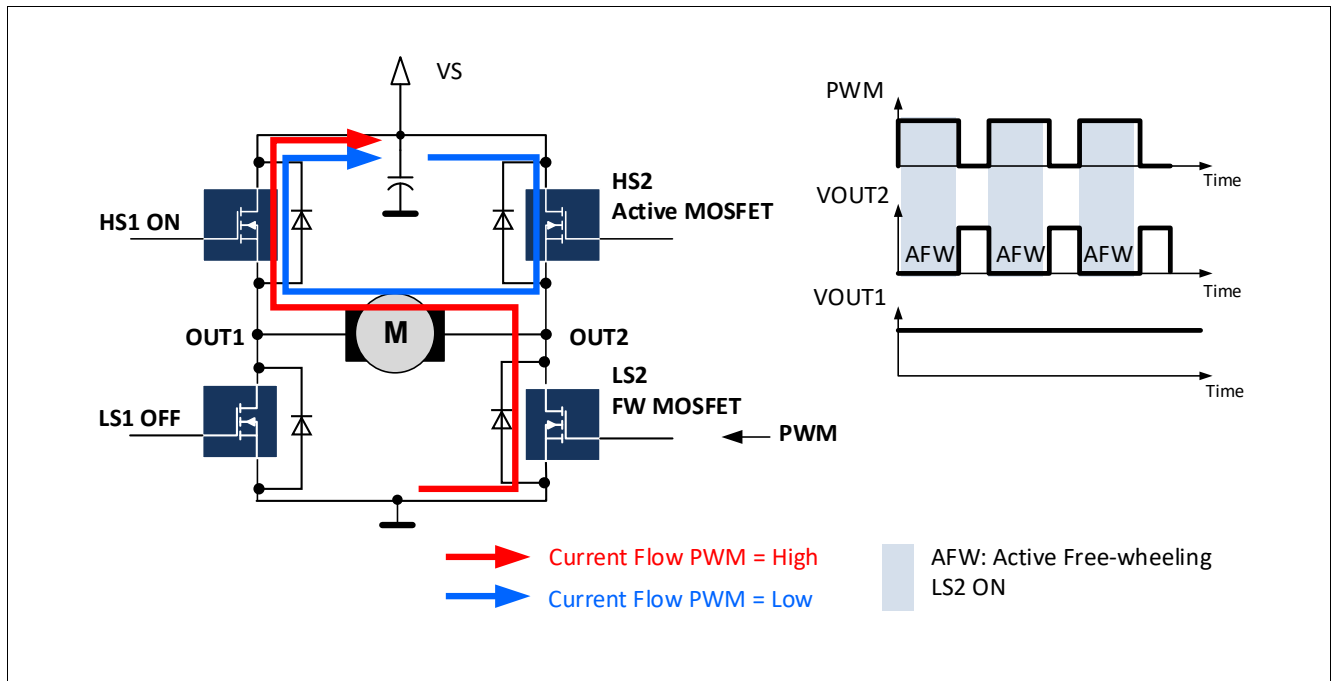 VS
HS1 ON
HS2
Active MOSFET
OUT1
M
OUT2
LS1 OFF
LS2
FW MOSFET
PWM
PWM
Time
VOUT2
AFW
AFW
AFW
Time
VOUT1
Time
Current Flow PWM = High
Current Flow PWM = Low
AFW: Active Free-wheeling
LS2 ON